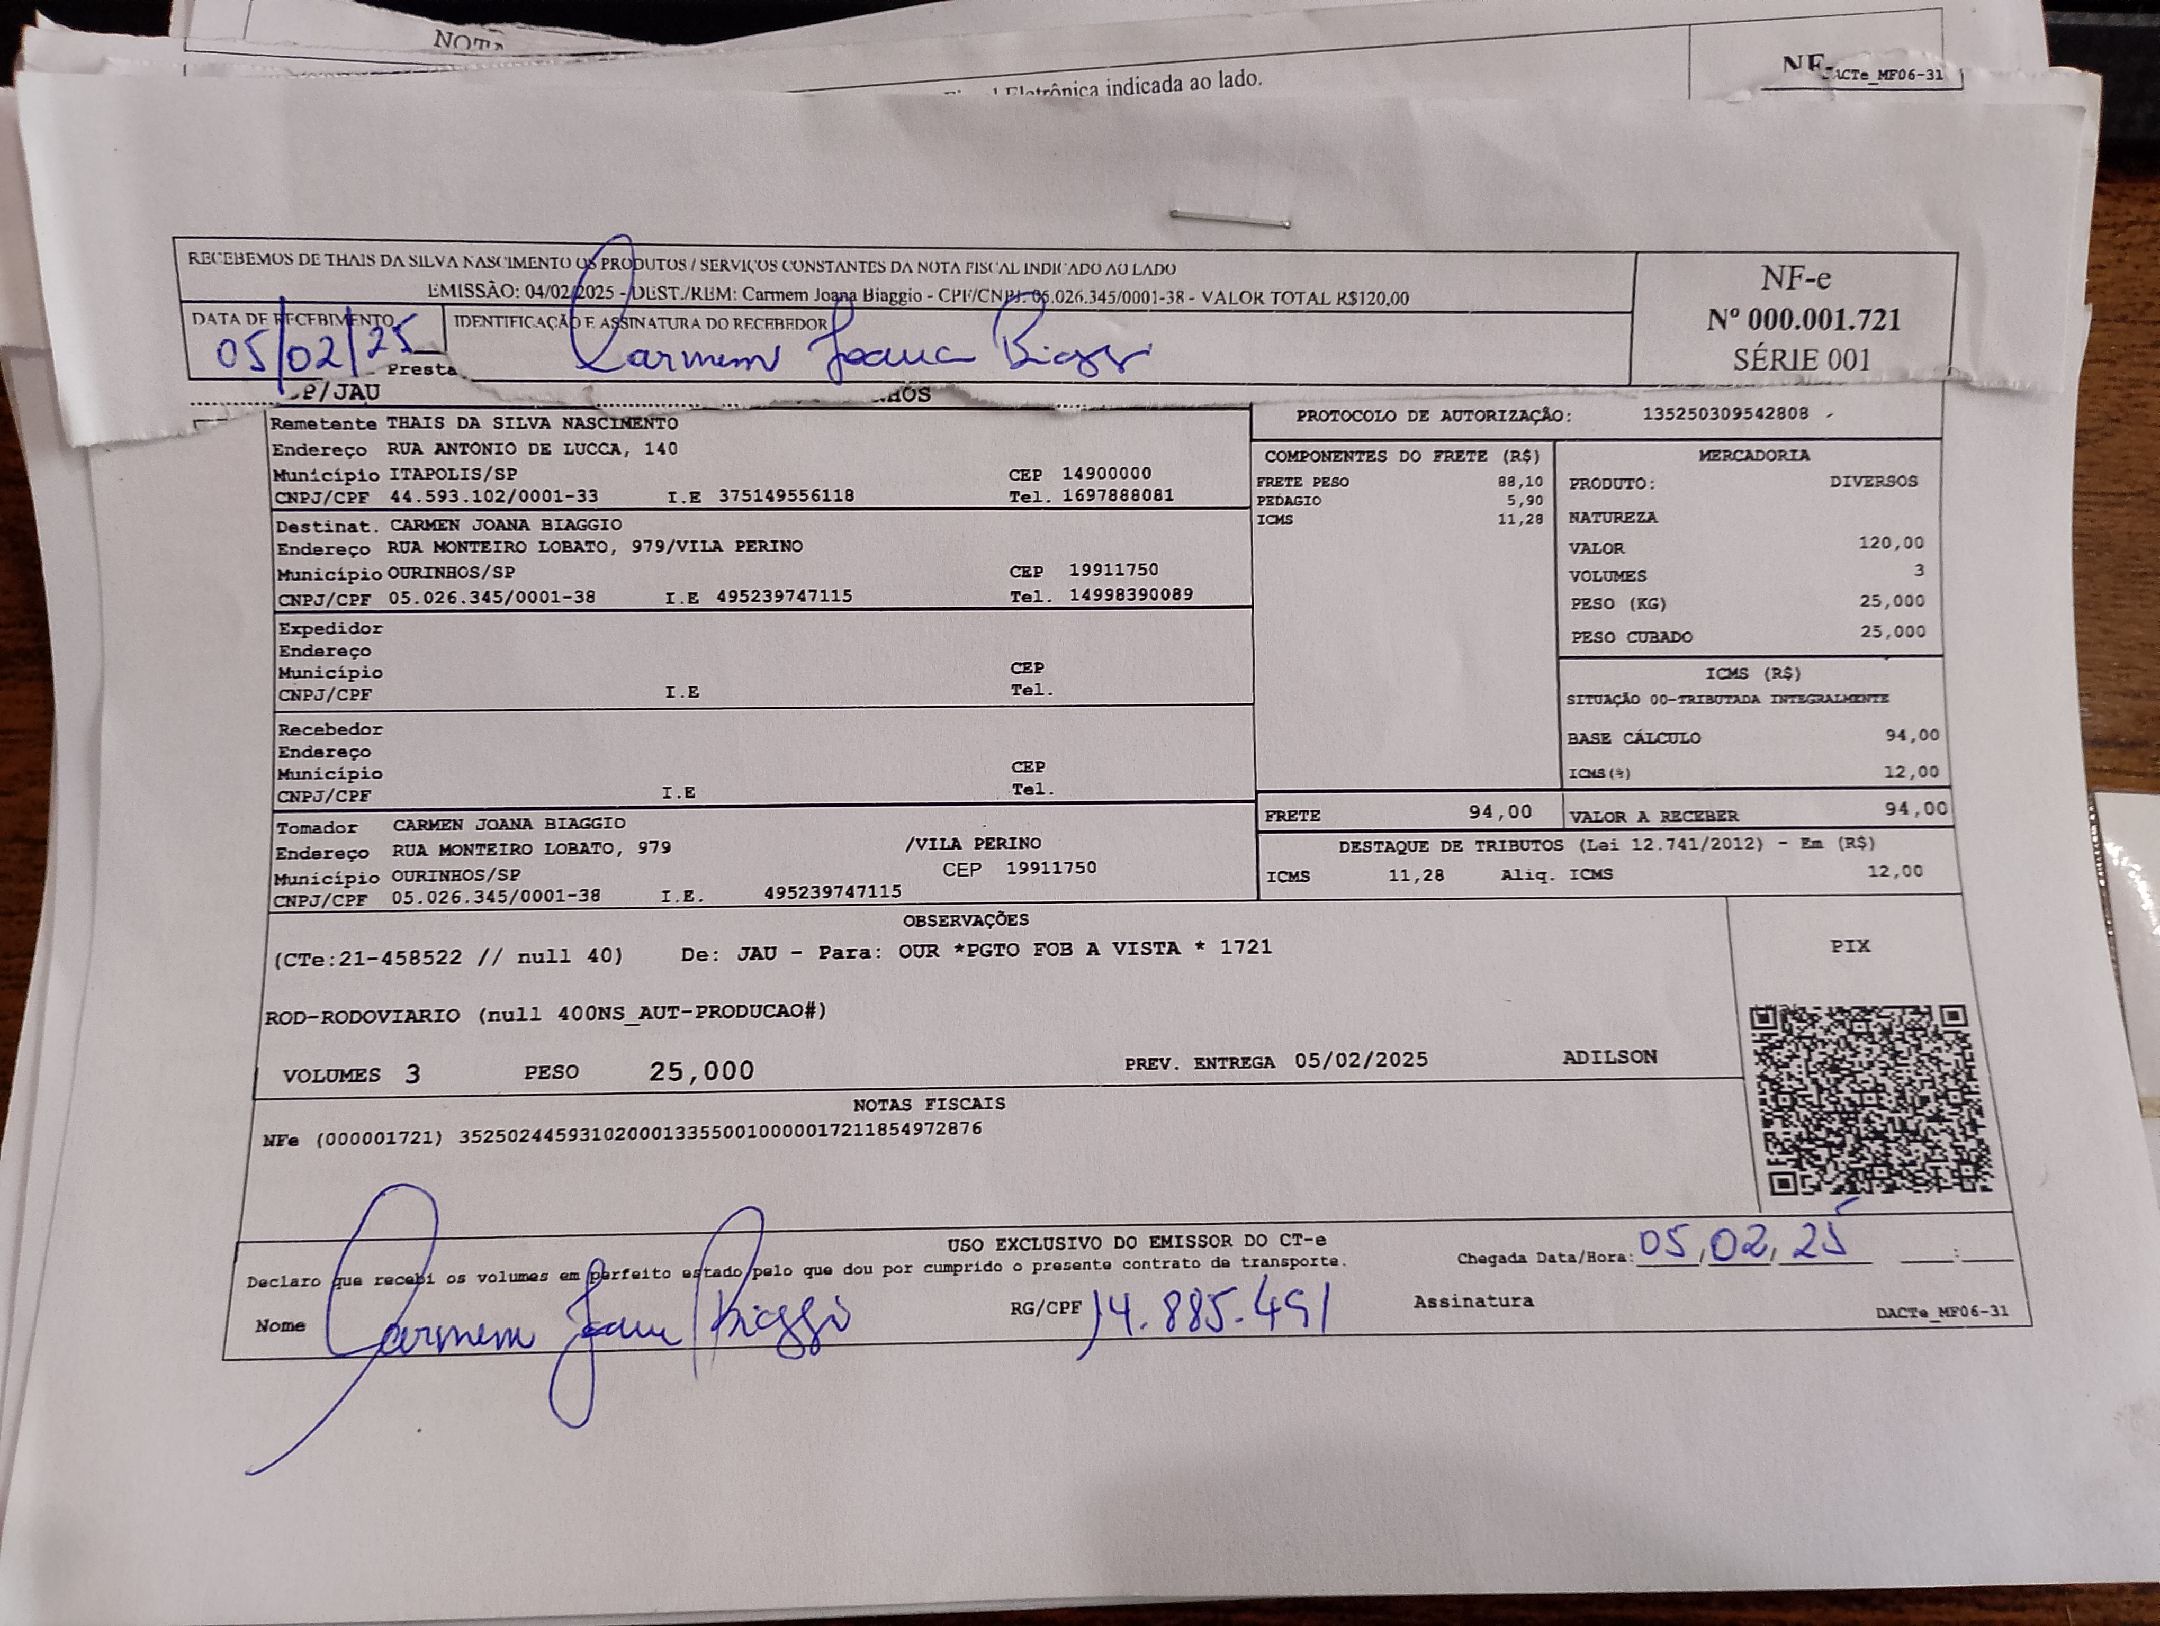 NOTA
Eletrônica indicada ao lado.
NF-
DACTe_MF06-31
RECEBEMOS DE THAIS DA SILVA NASCIMENTO OS PRODUTOS / SERVIÇOS CONSTANTES DA NOTA FISCAL INDICADO AO LADO
EMISSÃO: 04/02/2025 - DEST./REM: Carmem Joana Biaggio - CPF/CNPJ: 05.026.345/0001-38 - VALOR TOTAL R$120,00
DATA DE RECEBIMENTO
05/02/25
IDENTIFICAÇÃO E ASSINATURA DO RECEBEDOR
Carmem Joana Biaggi
NF-e
Nº 000.001.721
SÉRIE 001
Presta
P/JAU
HOS
Remetente THAIS DA SILVA NASCIMENTO
Endereço RUA ANTONIO DE LUCCA, 140
Município ITAPOLIS/SP CEP 14900000
CNPJ/CPF 44.593.102/0001-33 I.E 375149556118 Tel. 1697888081
Destinat. CARMEN JOANA BIAGGIO
Endereço RUA MONTEIRO LOBATO, 979/VILA PERINO
Município OURINHOS/SP CEP 19911750
CNPJ/CPF 05.026.345/0001-38 I.E 495239747115 Tel. 14998390089
Expedidor
Endereço
Município CEP
CNPJ/CPF I.E Tel.
Recebedor
Endereço
Município CEP
CNPJ/CPF I.E Tel.
Tomador CARMEN JOANA BIAGGIO
Endereço RUA MONTEIRO LOBATO, 979 /VILA PERINO
Município OURINHOS/SP CEP 19911750
CNPJ/CPF 05.026.345/0001-38 I.E. 495239747115
PROTOCOLO DE AUTORIZAÇÃO: 135250309542808
COMPONENTES DO FRETE (R$)
FRETE PESO 88,10
PEDAGIO 5,90
ICMS 11,28
MERCADORIA
PRODUTO: DIVERSOS
NATUREZA
VALOR 120,00
VOLUMES 3
PESO (KG) 25,000
PESO CUBADO 25,000
ICMS (R$)
SITUAÇÃO 00-TRIBUTADA INTEGRALMENTE
BASE CÁLCULO 94,00
ICMS(%) 12,00
FRETE 94,00 VALOR A RECEBER 94,00
DESTAQUE DE TRIBUTOS (Lei 12.741/2012) - Em (R$)
ICMS 11,28 Aliq. ICMS 12,00
OBSERVAÇÕES
(CTe:21-458522 // null 40) De: JAU - Para: OUR *PGTO FOB A VISTA * 1721
ROD-RODOVIARIO (null 400NS_AUT-PRODUCAO#)
VOLUMES 3 PESO 25,000 PREV. ENTREGA 05/02/2025 ADILSON
PIX
NOTAS FISCAIS
NFe (000001721) 35250244593102000133550010000017211854972876
USO EXCLUSIVO DO EMISSOR DO CT-e
Declaro que recebi os volumes em perfeito estado pelo que dou por cumprido o presente contrato de transporte.
Chegada Data/Hora: 05,02,25 :
Nome Carmem Joana Biaggio RG/CPF 14.885.491 Assinatura
DACTe_MF06-31